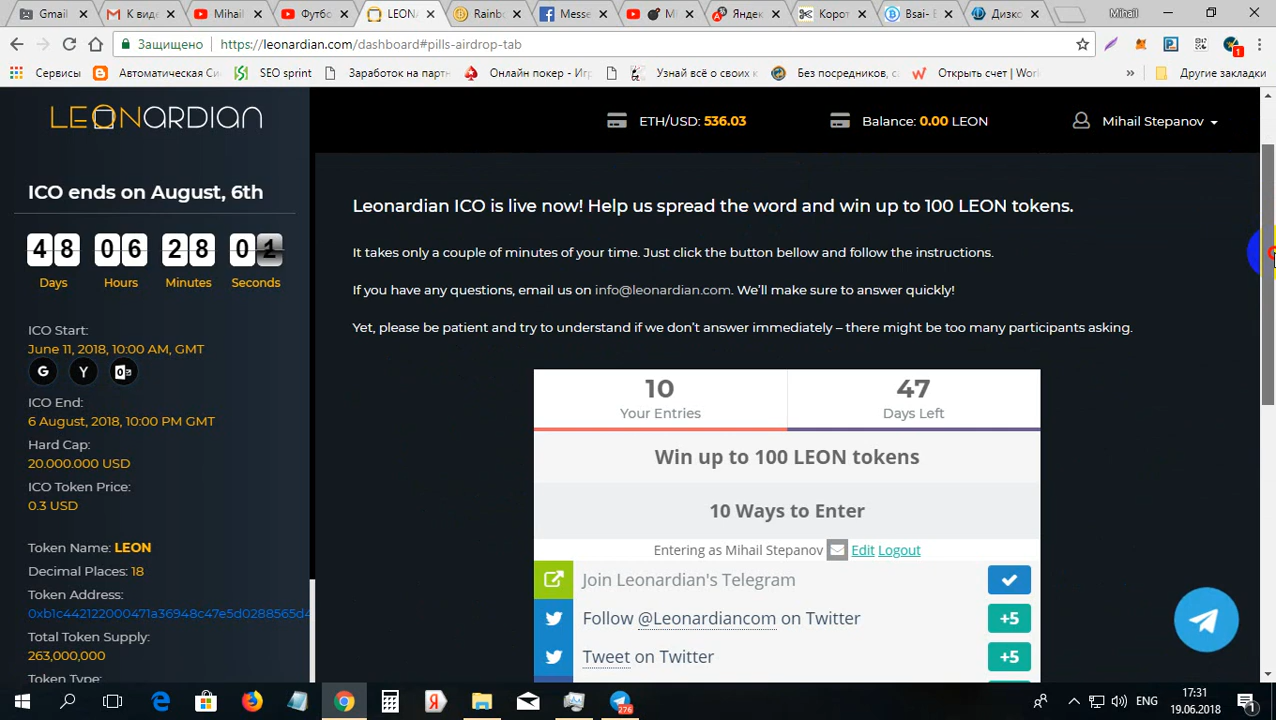 Gmail
К виде
Mihail
Футбо
LEON
Rainb
Messe
Mi
Яндек
Корот
Bsai- B
Дизко
Mihail
Защищено
https://leonardian.com/dashboard#pills-airdrop-tab
1
Сервисы
Автоматическая Си
SEO sprint
Заработок на партн
Онлайн покер - Игр
Узнай всё о своих к
Без посредников, с
Открыть счет | Wor
Другие закладки
LEONARDIAN
ETH/USD: 536.03
Balance: 0.00 LEON
Mihail Stepanov
ICO ends on August, 6th
48 06 28
Days Hours Minutes Seconds
ICO Start:
June 11, 2018, 10:00 AM, GMT
G Y
ICO End:
6 August, 2018, 10:00 PM GMT
Hard Cap:
20.000.000 USD
ICO Token Price:
0.3 USD
Token Name: LEON
Decimal Places: 18
Token Address:
0xb1c442122000471a36948c47e5d0288565d4
Total Token Supply:
263,000,000
Token Type:
Leonardian ICO is live now! Help us spread the word and win up to 100 LEON tokens.
It takes only a couple of minutes of your time. Just click the button bellow and follow the instructions.
If you have any questions, email us on info@leonardian.com. We'll make sure to answer quickly!
Yet, please be patient and try to understand if we don't answer immediately – there might be too many participants asking.
10 47
Your Entries Days Left
Win up to 100 LEON tokens
10 Ways to Enter
Entering as Mihail Stepanov Edit Logout
Join Leonardian's Telegram
Follow @Leonardiancom on Twitter +5
Tweet on Twitter +5
276
ENG
17:31
19.06.2018
1